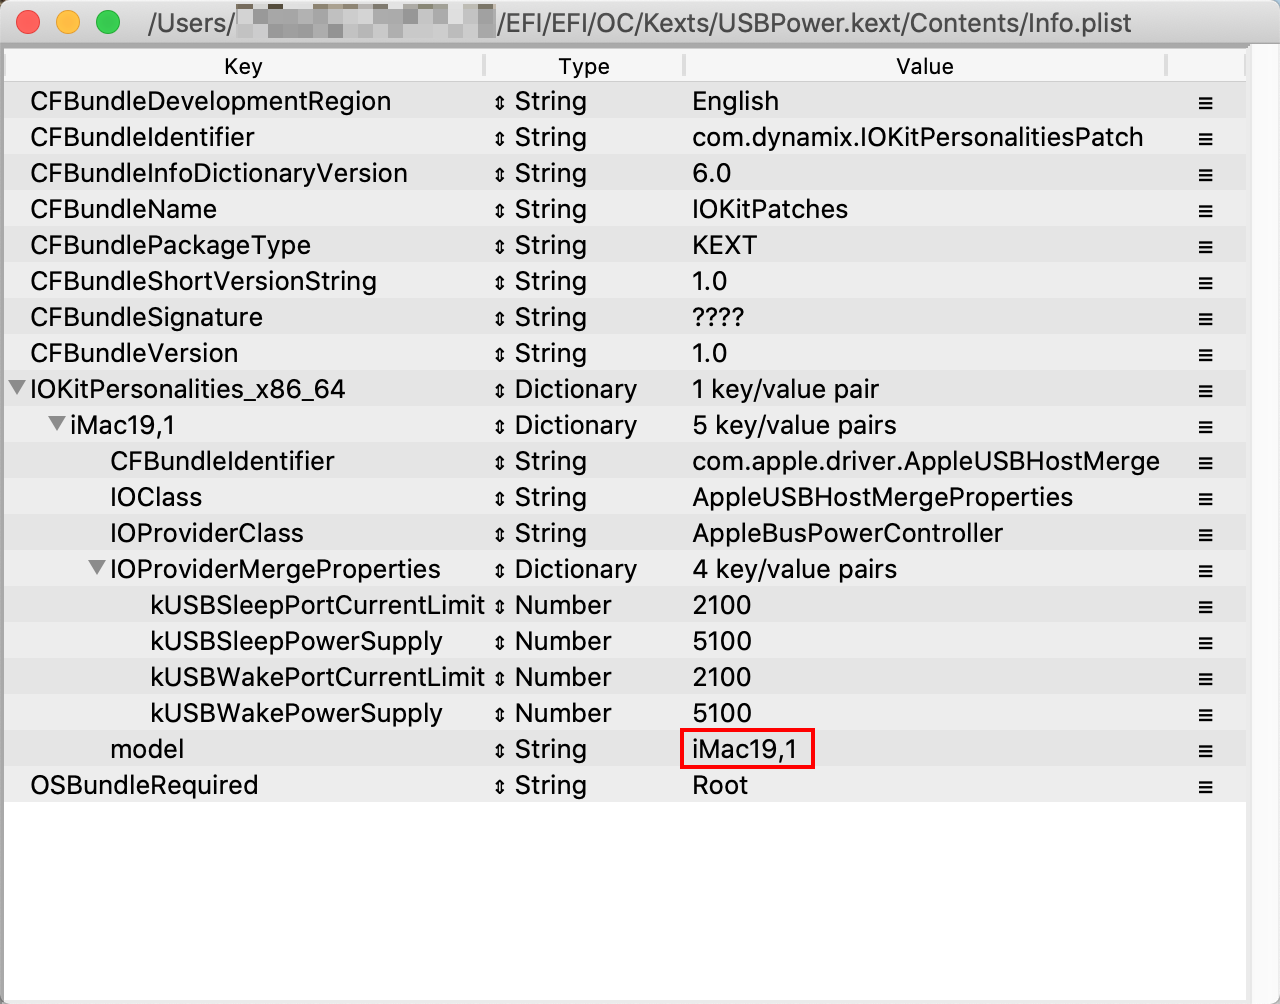 /Users/ /EFI/EFI/OC/Kexts/USBPower.kext/Contents/Info.plist
Key Type Value
CFBundleDevelopmentRegion String English
CFBundleIdentifier String com.dynamix.IOKitPersonalitiesPatch
CFBundleInfoDictionaryVersion String 6.0
CFBundleName String IOKitPatches
CFBundlePackageType String KEXT
CFBundleShortVersionString String 1.0
CFBundleSignature String ????
CFBundleVersion String 1.0
IOKitPersonalities_x86_64 Dictionary 1 key/value pair
iMac19,1 Dictionary 5 key/value pairs
CFBundleIdentifier String com.apple.driver.AppleUSBHostMerge
IOClass String AppleUSBHostMergeProperties
IOProviderClass String AppleBusPowerController
IOProviderMergeProperties Dictionary 4 key/value pairs
kUSBSleepPortCurrentLimit Number 2100
kUSBSleepPowerSupply Number 5100
kUSBWakePortCurrentLimit Number 2100
kUSBWakePowerSupply Number 5100
model String iMac19,1
OSBundleRequired String Root